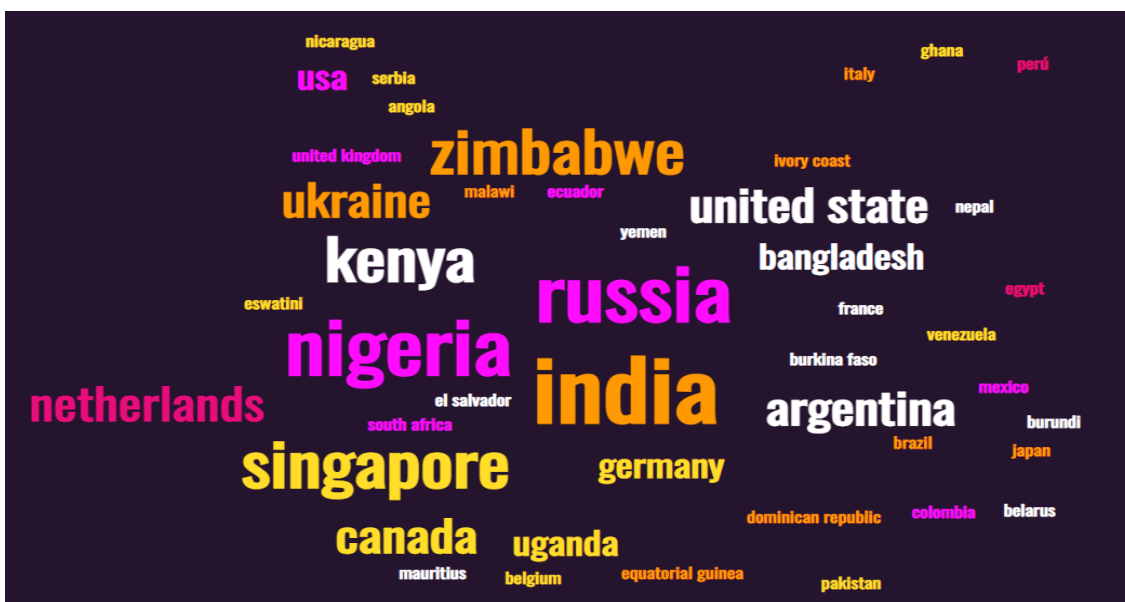 nicaragua
ghana
perú
usa
serbia
italy
angola
zimbabwe
united kingdom
ivory coast
ukraine
malawi
ecuador
united state
nepal
yemen
kenya
bangladesh
russia
egypt
eswatini
france
nigeria
venezuela
burkina faso
india
mexico
netherlands
el salvador
argentina
south africa
burundi
brazil
japan
singapore
germany
dominican republic
colombia
belarus
canada
uganda
mauritius
belgium
equatorial guinea
pakistan